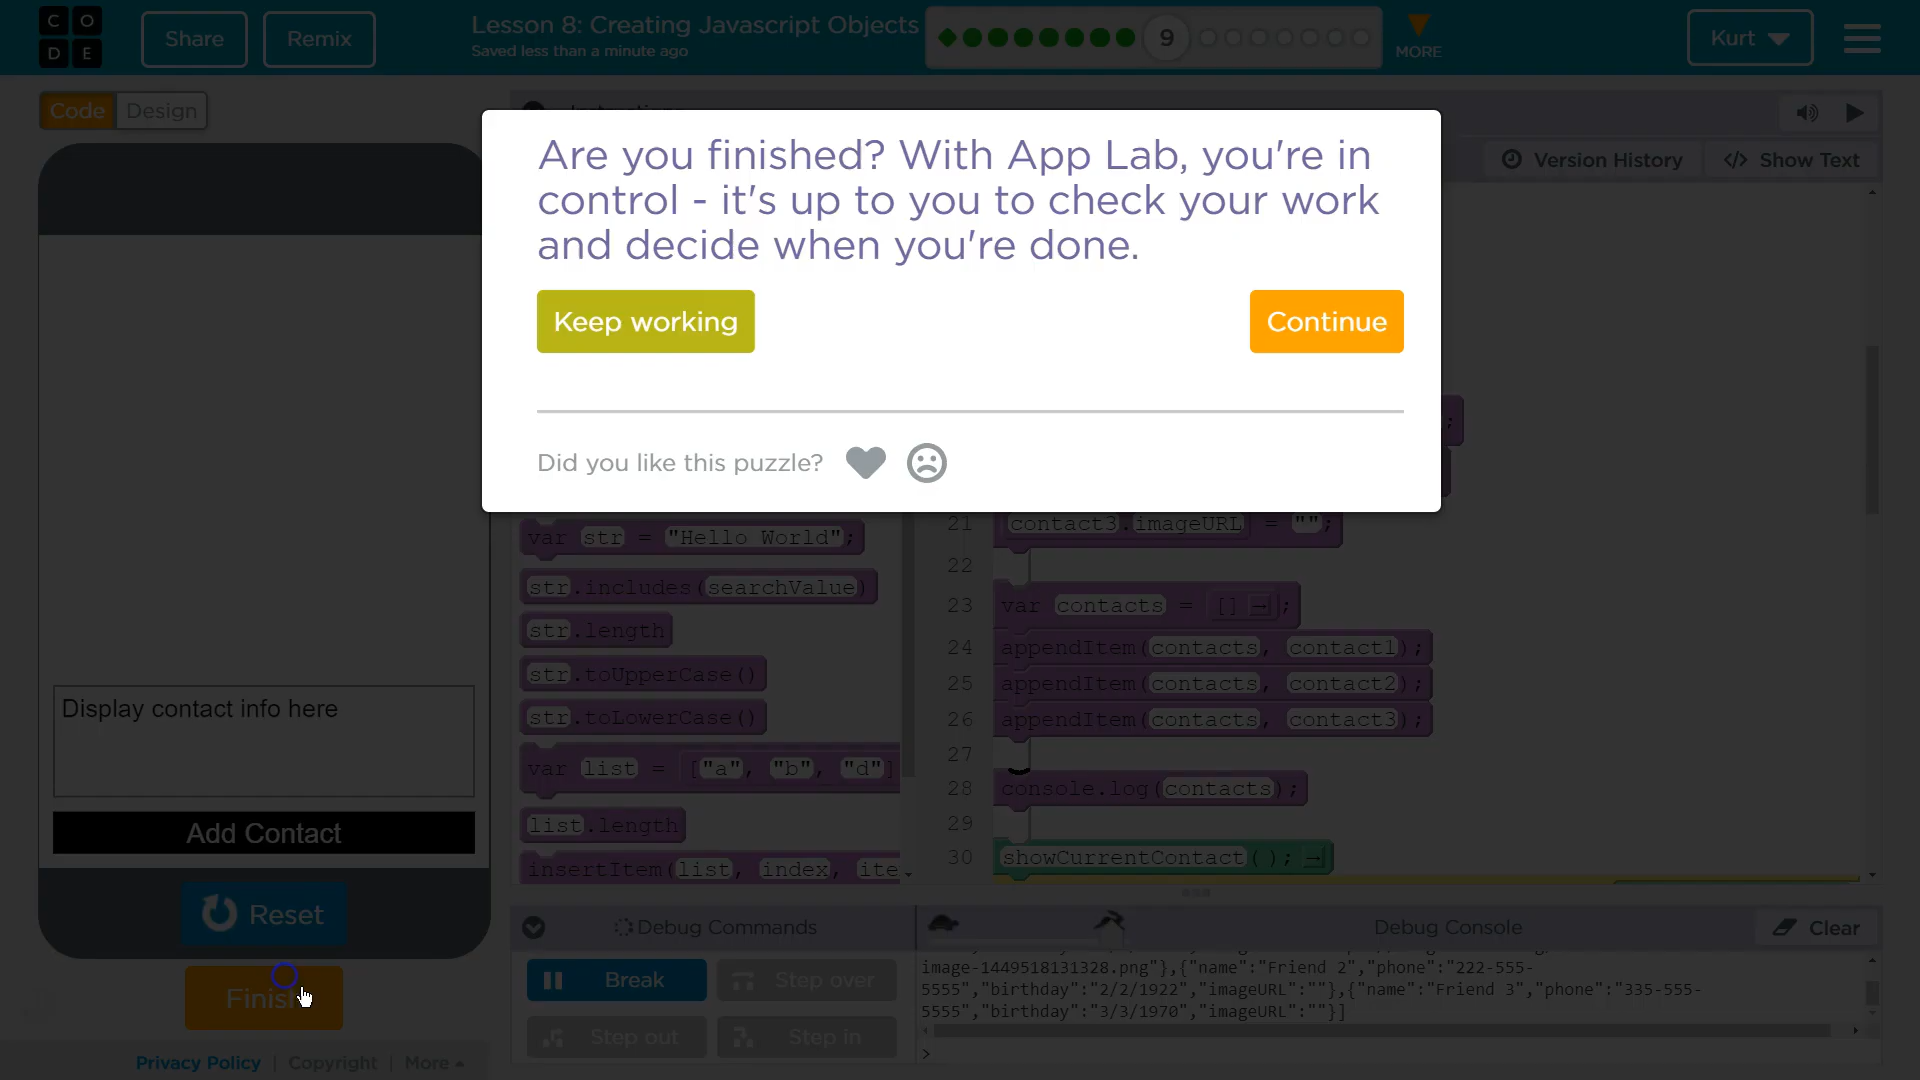 C O
D E
Share
Remix
Lesson 8: Creating Javascript Objects
Saved less than a minute ago
9
MORE
Kurt
Code
Design
Instructions
Version History
</> Show Text
Are you finished? With App Lab, you're in
control - it's up to you to check your work
and decide when you're done.
Keep working
Continue
Did you like this puzzle?
;
var str = "Hello World";
str.includes(searchValue)
str.length
str.toUpperCase()
str.toLowerCase()
var list = ["a", "b", "d"]
list.length
insertItem(list, index, ite
21 contact3.imageURL = "";
22
23 var contacts = [];
24 appendItem(contacts, contact1);
25 appendItem(contacts, contact2);
26 appendItem(contacts, contact3);
27
28 console.log(contacts);
29
30 showCurrentContact();
Display contact info here
Add Contact
Reset
Finish
Privacy Policy | Copyright | More
Debug Commands
Break
Step over
Step out
Step in
Debug Console
Clear
image-1449518131328.png"},{"name":"Friend 2","phone":"222-555-
5555","birthday":"2/2/1922","imageURL":""},{"name":"Friend 3","phone":"335-555-
5555","birthday":"3/3/1970","imageURL":""}]
>